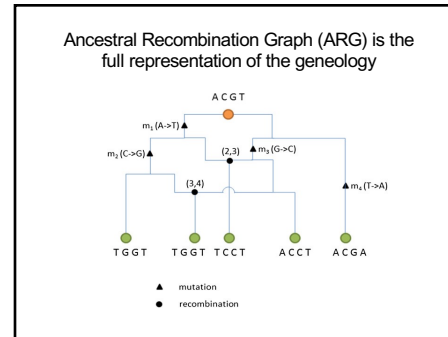 Ancestral Recombination Graph (ARG) is the
full representation of the geneology
A C G T
m₁ (A->T)
m₂ (C->G)
(2,3)
m₃ (G->C)
(3,4)
m₄ (T->A)
T G G T
T G G T
T C C T
A C C T
A C G A
mutation
recombination